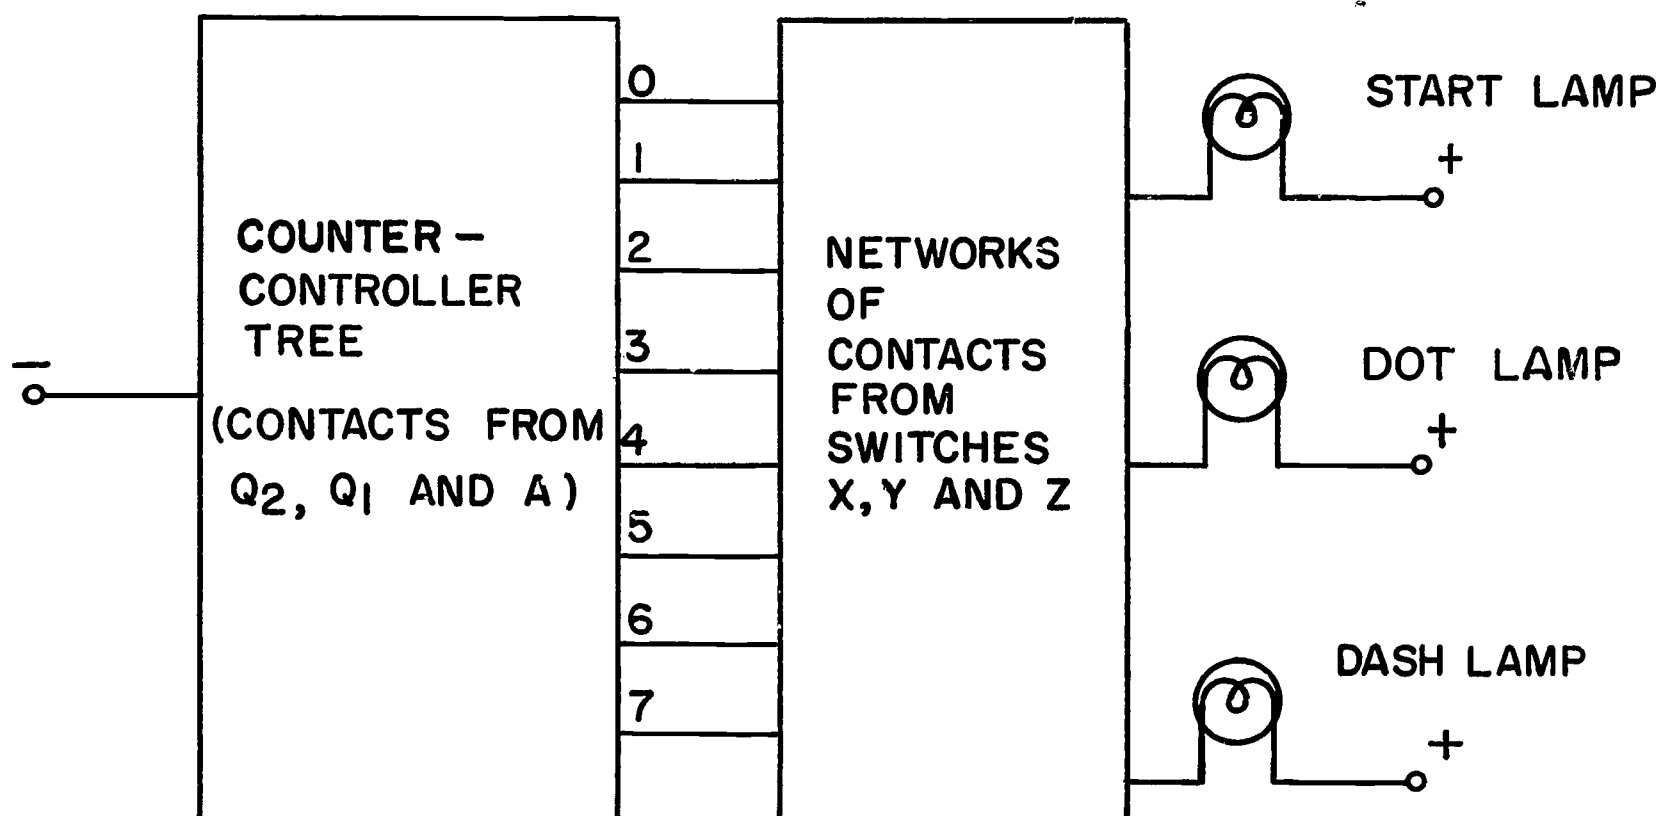 COUNTER-
CONTROLLER
TREE
(CONTACTS FROM
Q2, Q1 AND A)
−
0
1
2
3
4
5
6
7
NETWORKS
OF
CONTACTS
FROM
SWITCHES
X, Y AND Z
START LAMP
+
DOT LAMP
+
DASH LAMP
+